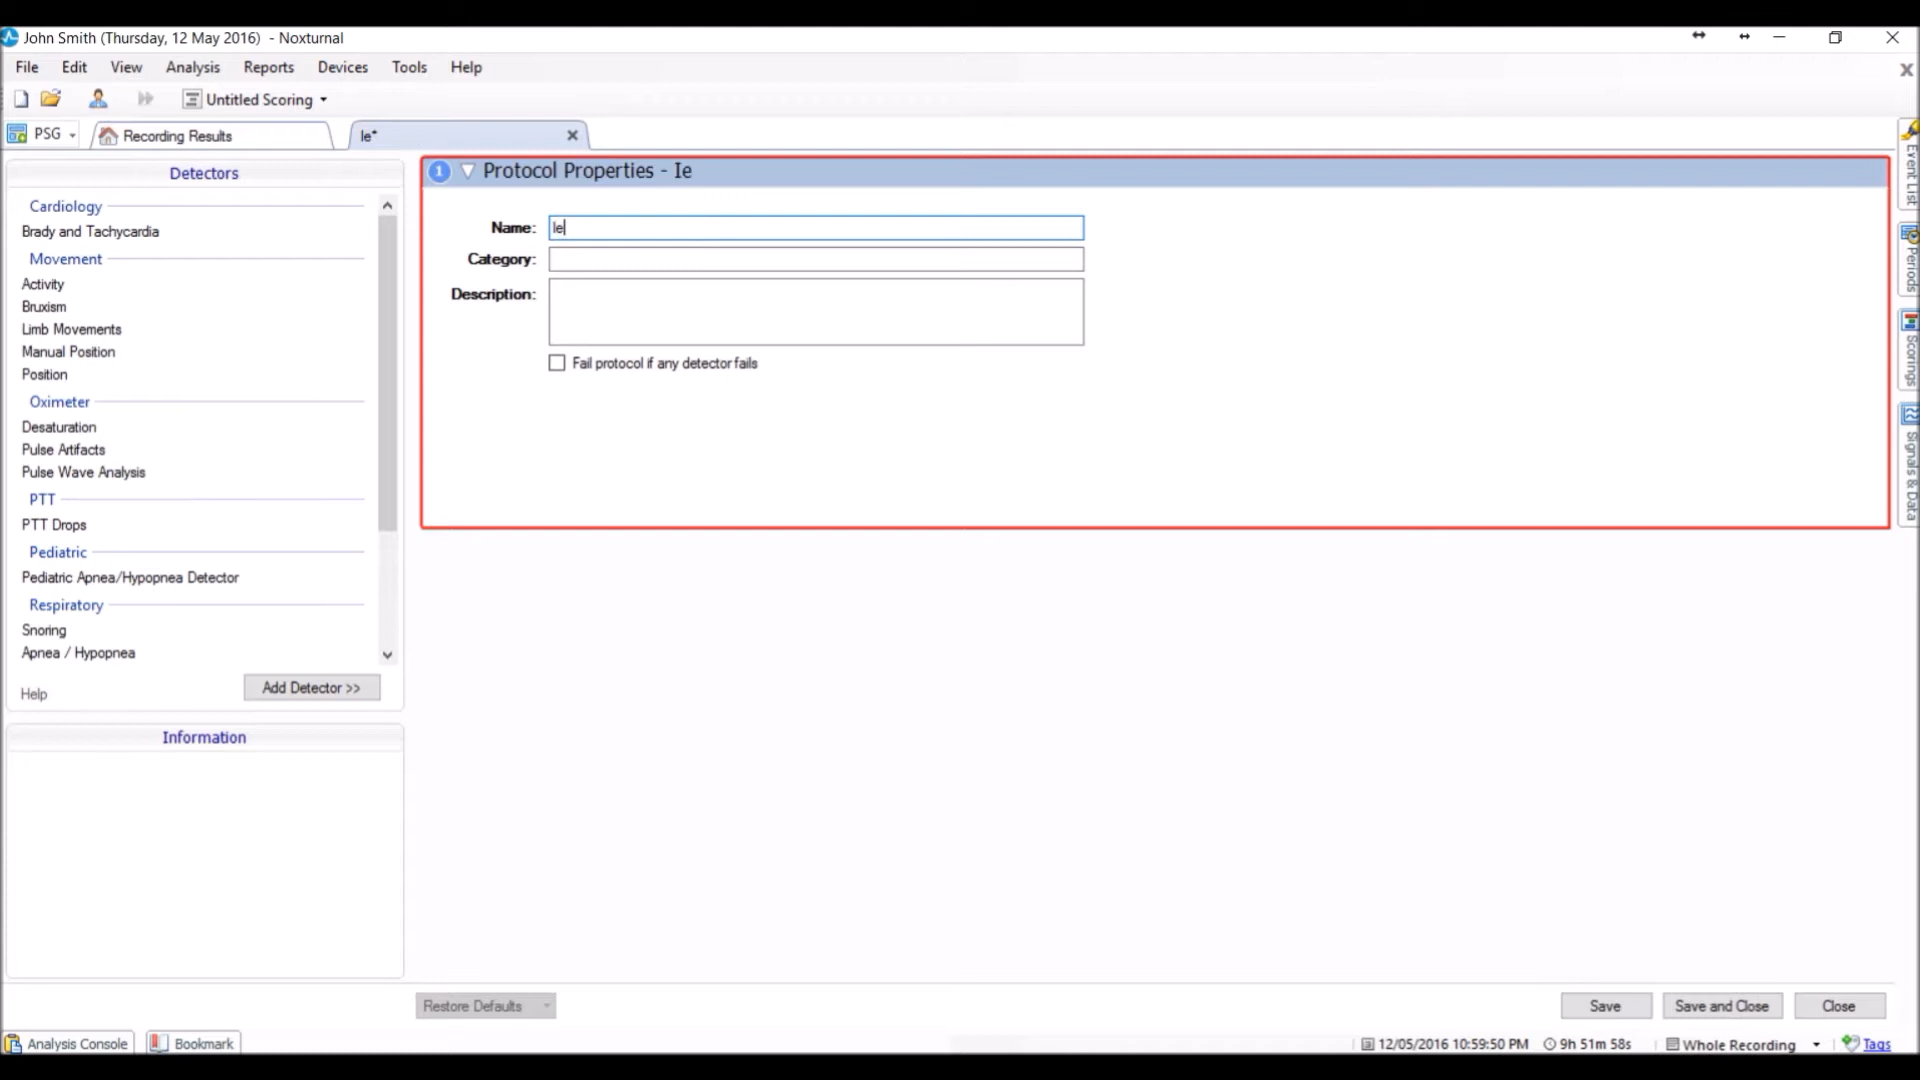 John Smith (Thursday, 12 May 2016) - Noxturnal
File Edit View Analysis Reports Devices Tools Help
Untitled Scoring
PSG Recording Results Ie*
Detectors
Cardiology
Brady and Tachycardia
Movement
Activity
Bruxism
Limb Movements
Manual Position
Position
Oximeter
Desaturation
Pulse Artifacts
Pulse Wave Analysis
PTT
PTT Drops
Pediatric
Pediatric Apnea/Hypopnea Detector
Respiratory
Snoring
Apnea / Hypopnea
Help Add Detector >>
Information
1 Protocol Properties - Ie
Name: Ie
Category:
Description:
Fail protocol if any detector fails
Event List
Periods
Scorings
Signals & Data
Restore Defaults Save Save and Close Close
Analysis Console Bookmark 12/05/2016 10:59:50 PM 9h 51m 58s Whole Recording Tags